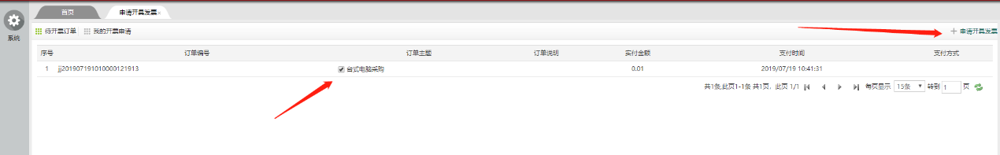 首页
申请开具发票×
系统
待开票订单 我的开票申请
申请开具发票
序号 订单编号 订单主题 订单说明 实付金额 支付时间 支付方式
1 jj201907191010000121913 台式电脑采购 0.01 2019/07/19 10:41:31
共1条,此页1-1条 共1页，此页 1/1 每页显示 15条 转到 1 页